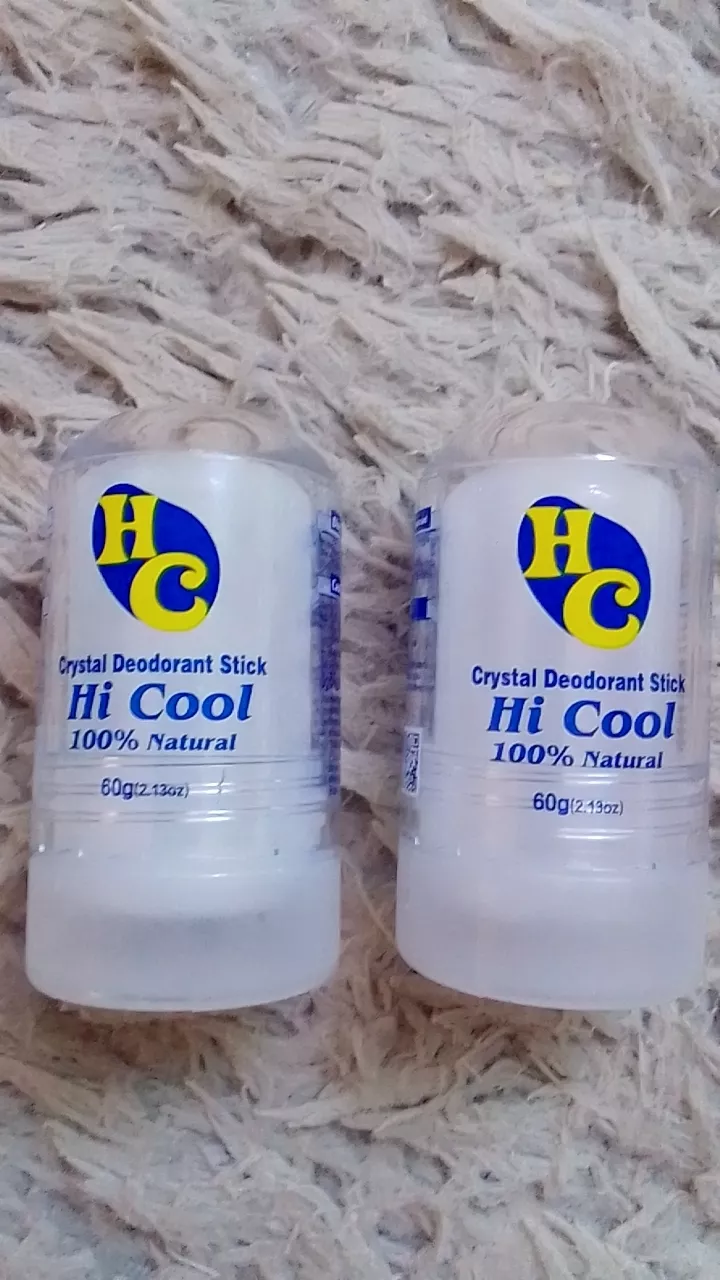 HC
Crystal Deodorant Stick
Hi Cool
100% Natural
60g(2.13oz)
HC
Crystal Deodorant Stick
Hi Cool
100% Natural
60g(2.13oz)